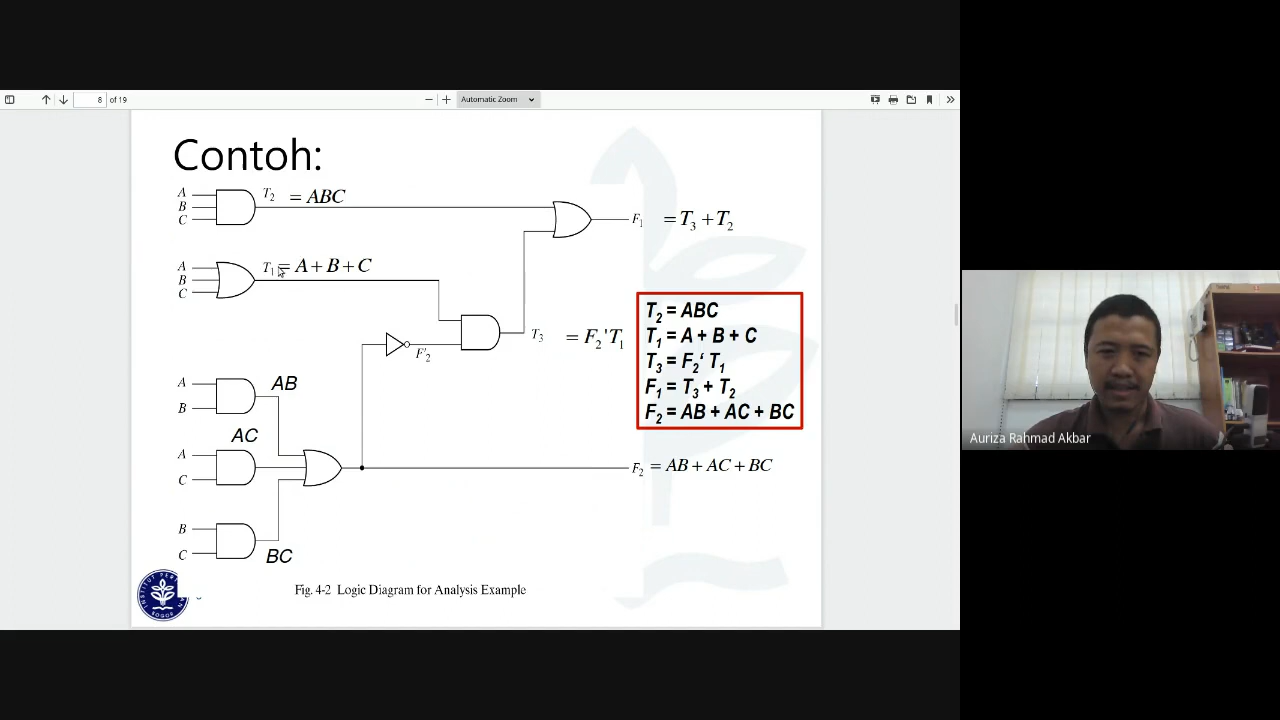 8 of 19
Automatic Zoom
Contoh:
A
B
C
T₂ = ABC
F₁ = T₃ + T₂
A
B
C
T₁ = A + B + C
T₂ = ABC
T₁ = A + B + C
T₃ = F₂‘ T₁
F₁ = T₃ + T₂
F₂ = AB + AC + BC
T₃ = F₂'T₁
F'₂
A
B
AB
AC
A
C
F₂ = AB + AC + BC
B
C
BC
Fig. 4-2 Logic Diagram for Analysis Example
BOGOR
Auriza Rahmad Akbar